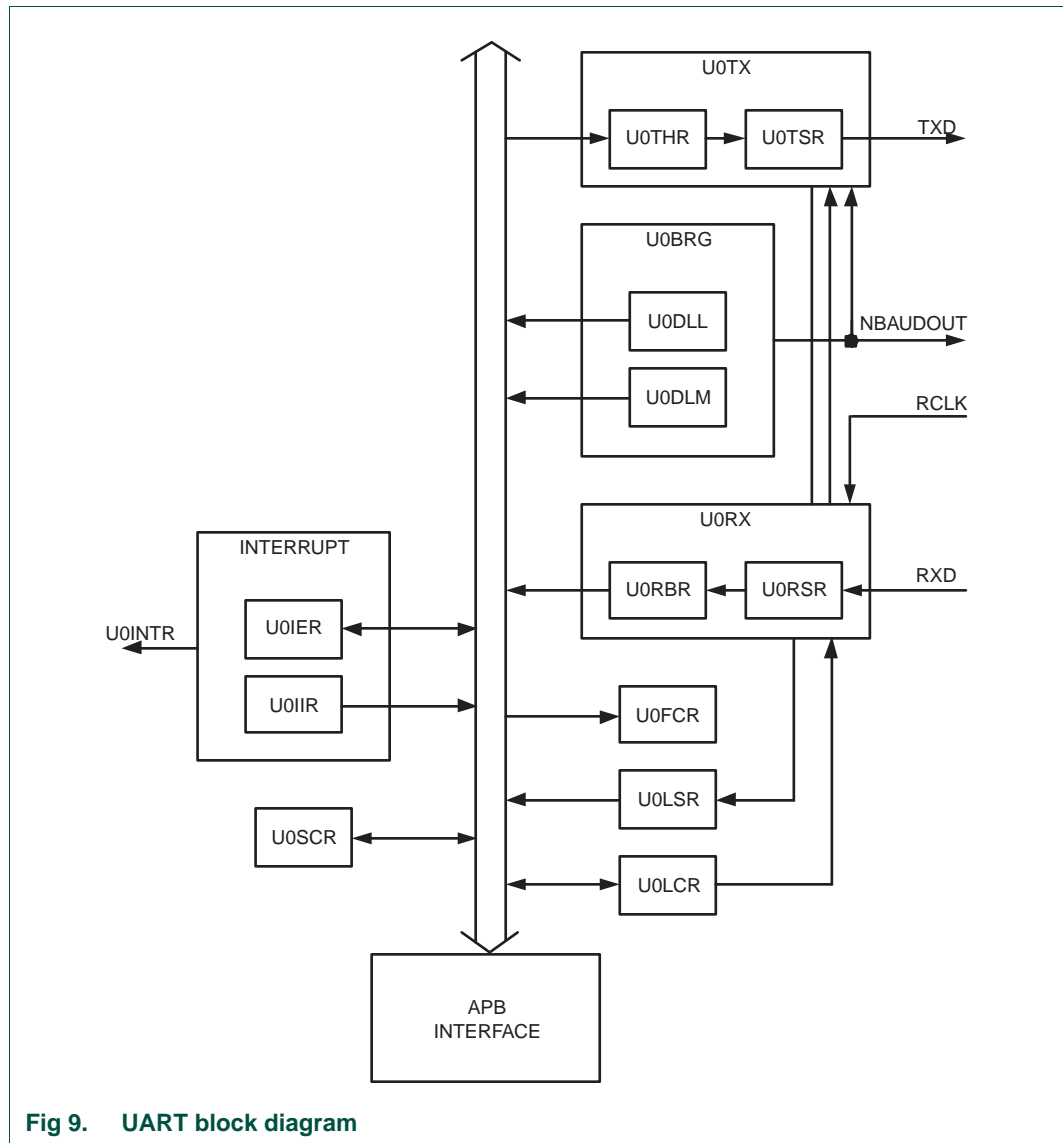 U0TX
U0THR
U0TSR
TXD
U0BRG
U0DLL
NBAUDOUT
U0DLM
RCLK
U0RX
INTERRUPT
U0RBR
U0RSR
RXD
U0INTR
U0IER
U0IIR
U0FCR
U0LSR
U0SCR
U0LCR
APB
INTERFACE
Fig 9. UART block diagram